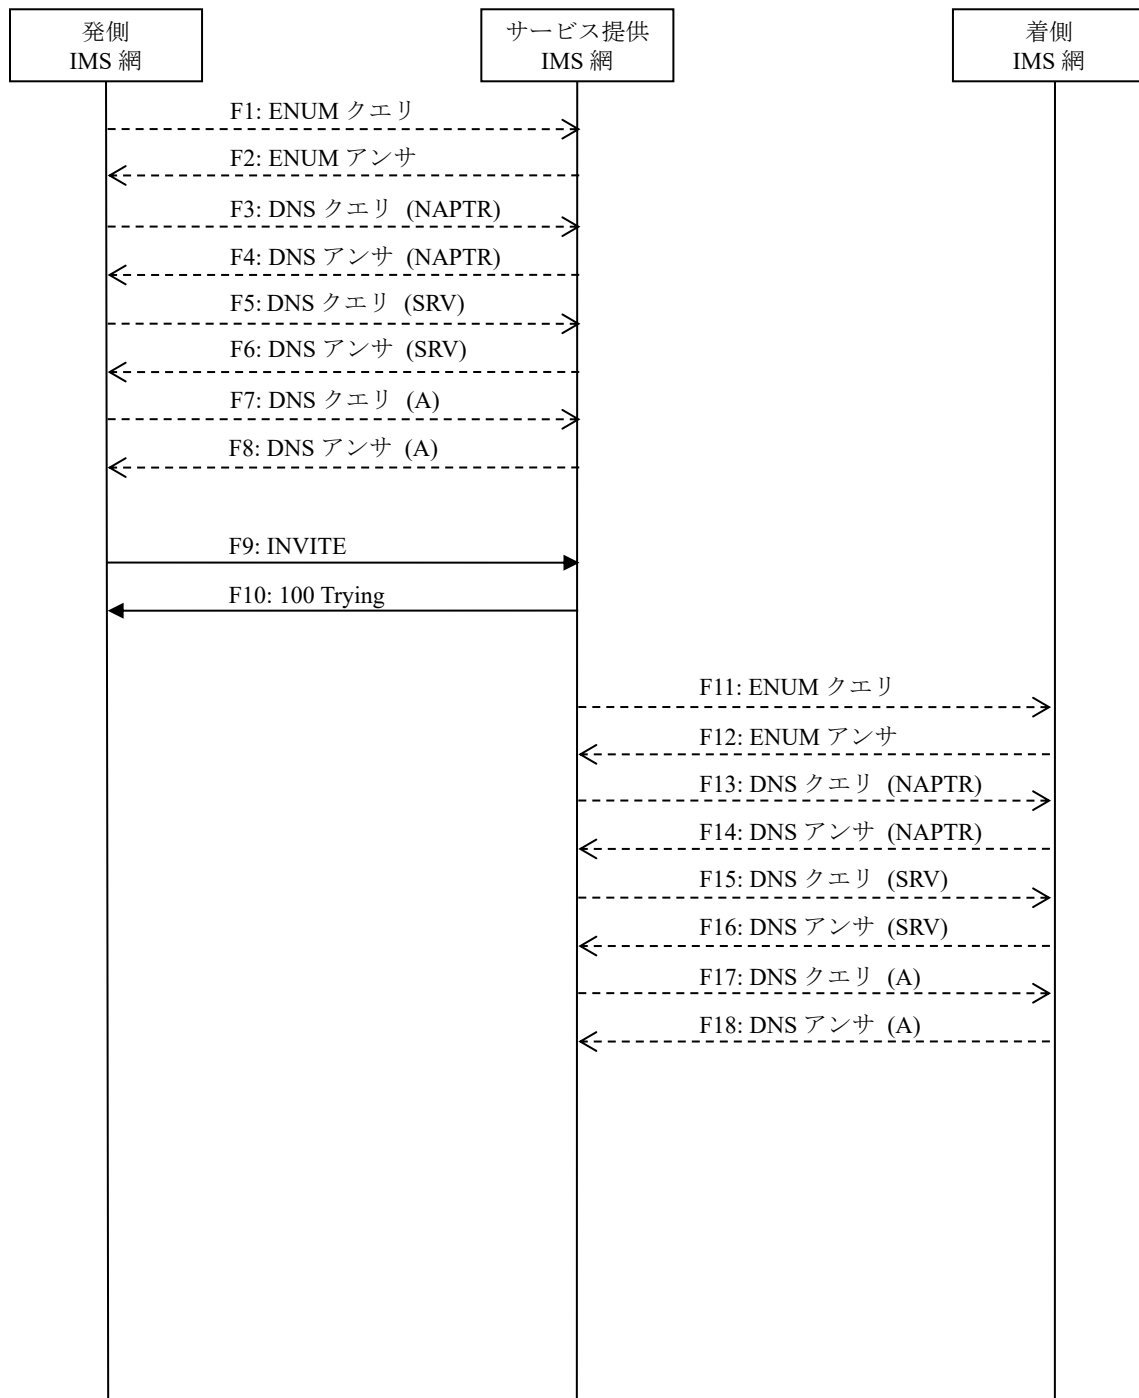 発側
IMS 網
サービス提供
IMS 網
着側
IMS 網
F1: ENUM クエリ
F2: ENUM アンサ
F3: DNS クエリ (NAPTR)
F4: DNS アンサ (NAPTR)
F5: DNS クエリ (SRV)
F6: DNS アンサ (SRV)
F7: DNS クエリ (A)
F8: DNS アンサ (A)
F9: INVITE
F10: 100 Trying
F11: ENUM クエリ
F12: ENUM アンサ
F13: DNS クエリ (NAPTR)
F14: DNS アンサ (NAPTR)
F15: DNS クエリ (SRV)
F16: DNS アンサ (SRV)
F17: DNS クエリ (A)
F18: DNS アンサ (A)